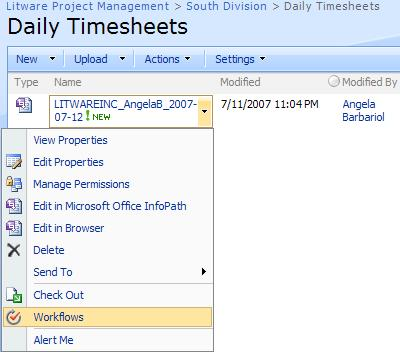 Litware Project Management > South Division > Daily Timesheets
Daily Timesheets
New Upload Actions Settings
Type Name Modified Modified By
LITWAREINC_AngelaB_2007- 7/11/2007 11:04 PM Angela
07-12 ! NEW Barbariol
View Properties
Edit Properties
Manage Permissions
Edit in Microsoft Office InfoPath
Edit in Browser
Delete
Send To
Check Out
Workflows
Alert Me